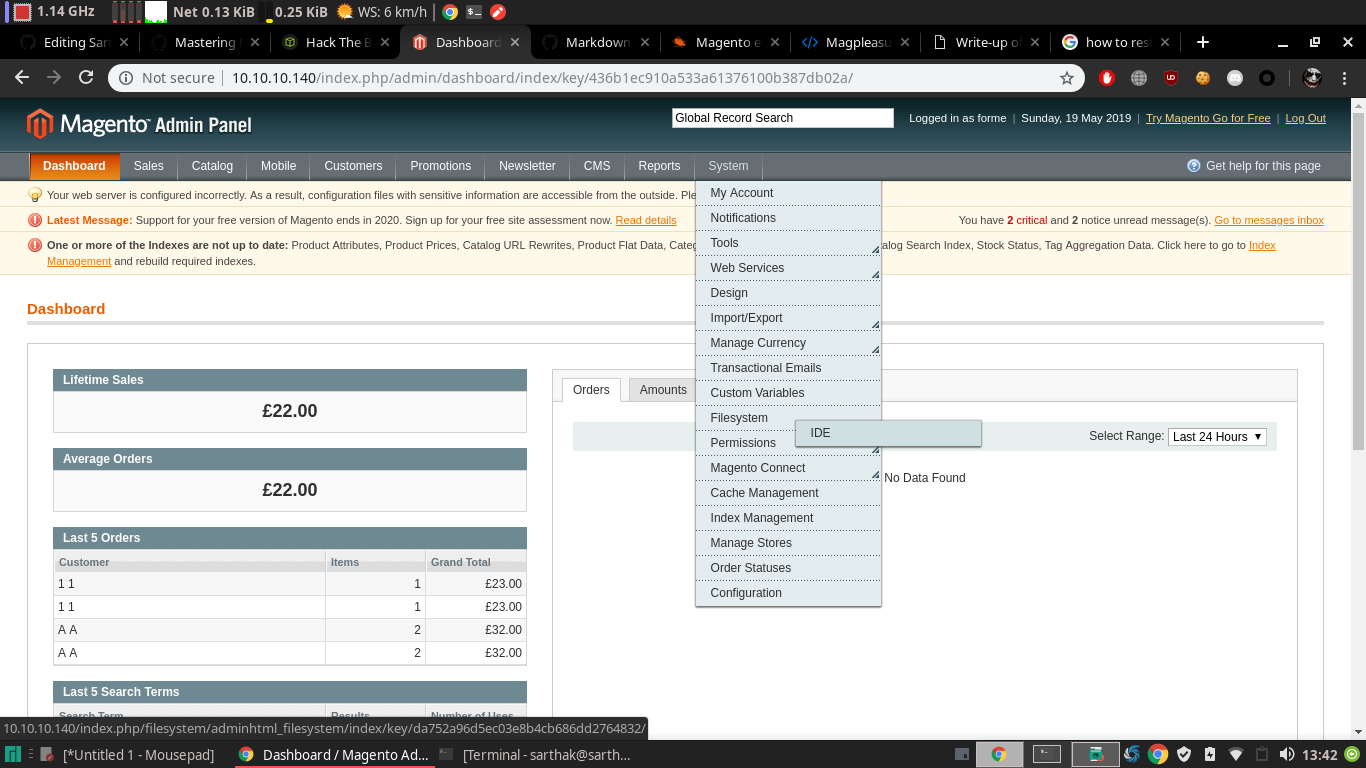 1.14 GHz Net 0.13 KiB 0.25 KiB WS: 6 km/h
Editing Sar Mastering Hack The B Dashboard Markdown Magento e Magpleasu Write-up o how to res
Not secure 10.10.10.140/index.php/admin/dashboard/index/key/436b1ec910a533a61376100b387db02a/
Magento™ Admin Panel
Global Record Search
Logged in as forme | Sunday, 19 May 2019 | Try Magento Go for Free | Log Out
Dashboard Sales Catalog Mobile Customers Promotions Newsletter CMS Reports System Get help for this page
Your web server is configured incorrectly. As a result, configuration files with sensitive information are accessible from the outside. Ple
Latest Message: Support for your free version of Magento ends in 2020. Sign up for your free site assessment now. Read details
You have 2 critical and 2 notice unread message(s). Go to messages inbox
One or more of the Indexes are not up to date: Product Attributes, Product Prices, Catalog URL Rewrites, Product Flat Data, Categ alog Search Index, Stock Status, Tag Aggregation Data. Click here to go to Index
Management and rebuild required indexes.
My Account
Notifications
Tools
Web Services
Design
Import/Export
Manage Currency
Transactional Emails
Custom Variables
Filesystem
IDE
Permissions
Magento Connect
Cache Management
Index Management
Manage Stores
Order Statuses
Configuration
Dashboard
Lifetime Sales
£22.00
Average Orders
£22.00
Last 5 Orders
Customer Items Grand Total
1 1 1 £23.00
1 1 1 £23.00
A A 2 £32.00
A A 2 £32.00
Last 5 Search Terms
Search Term Results Number of Uses
Orders Amounts
Select Range: Last 24 Hours
No Data Found
10.10.10.140/index.php/filesystem/adminhtml_filesystem/index/key/da752a96d5ec03e8b4cb686dd2764832/
[*Untitled 1 - Mousepad] Dashboard / Magento Ad... [Terminal - sarthak@sarth... 13:42